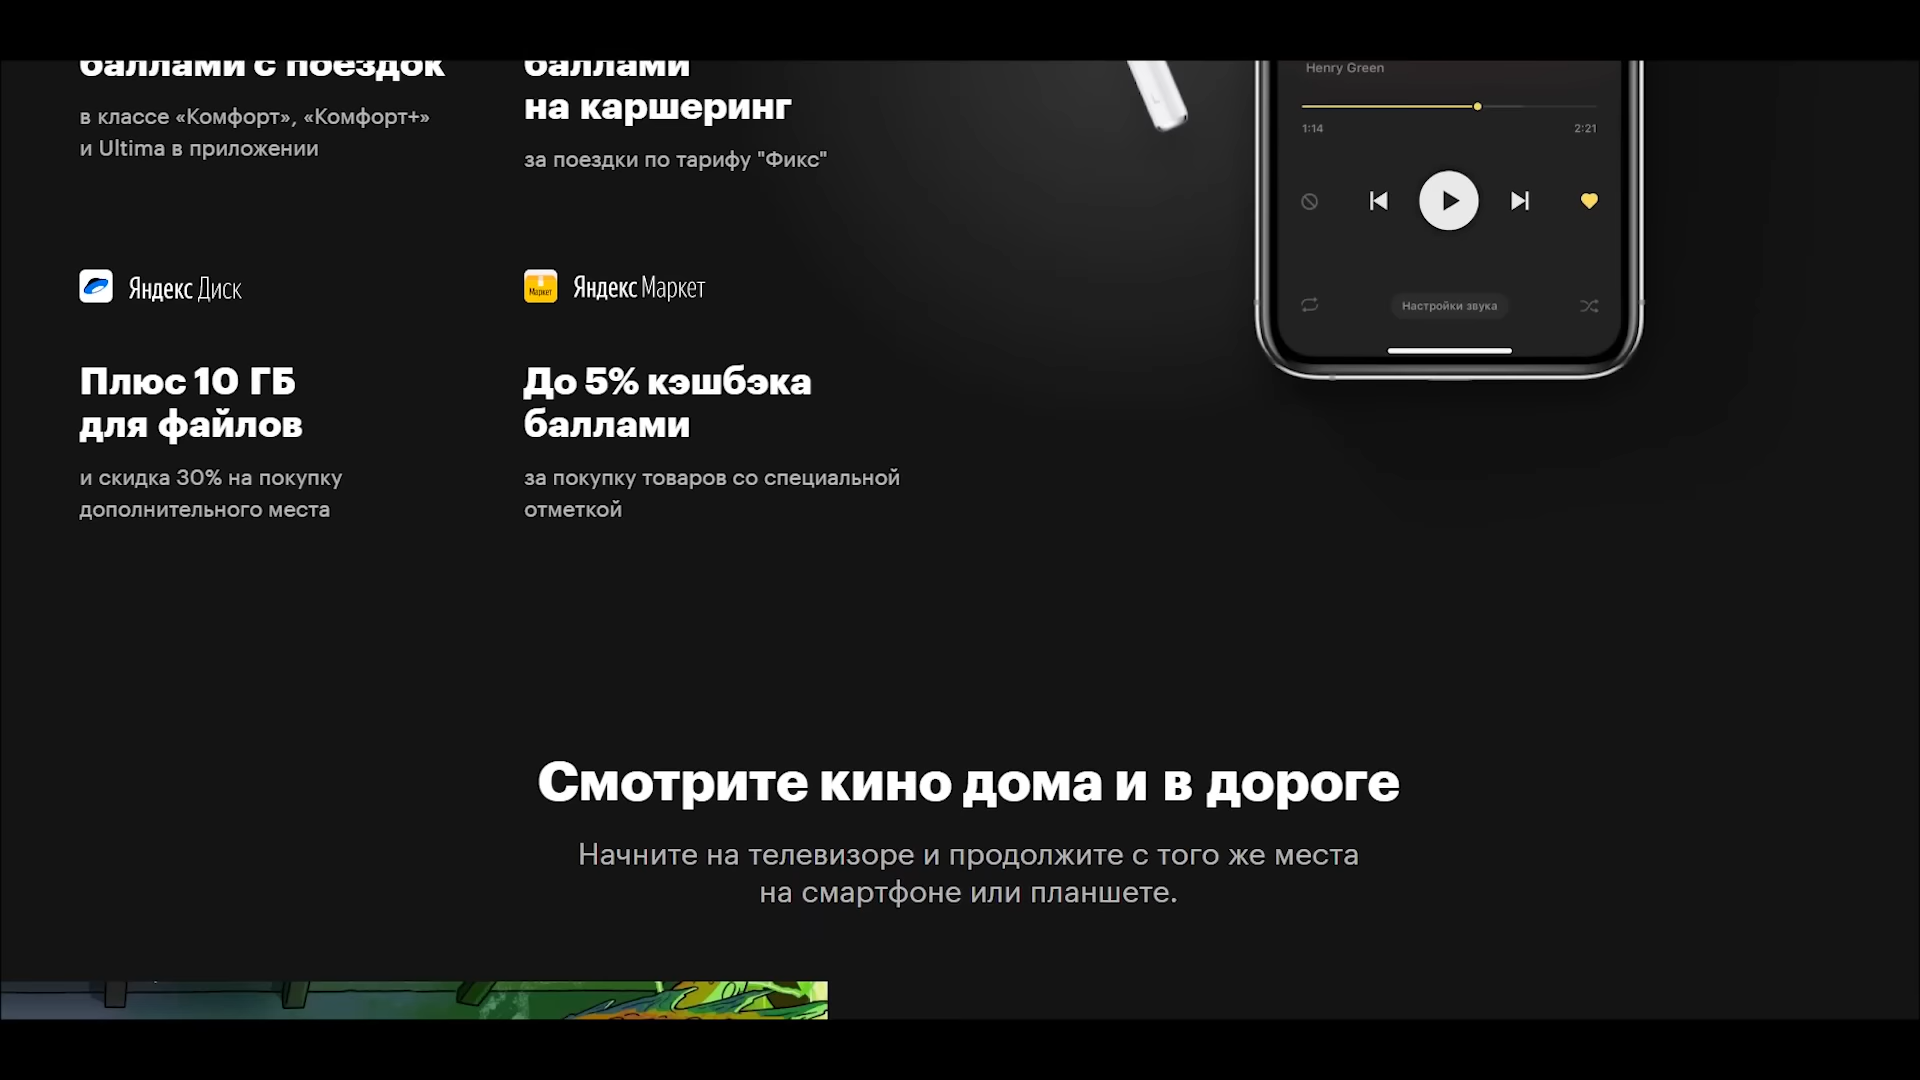 баллами с поездок
в классе «Комфорт», «Комфорт+»
и Ultima в приложении
баллами
на каршеринг
за поездки по тарифу "Фикс"
Яндекс Диск
Плюс 10 ГБ
для файлов
и скидка 30% на покупку
дополнительного места
Маркет
Яндекс Маркет
До 5% кэшбэка
баллами
за покупку товаров со специальной
отметкой
Henry Green
1:14
2:21
Настройки звука
Смотрите кино дома и в дороге
Начните на телевизоре и продолжите с того же места
на смартфоне или планшете.